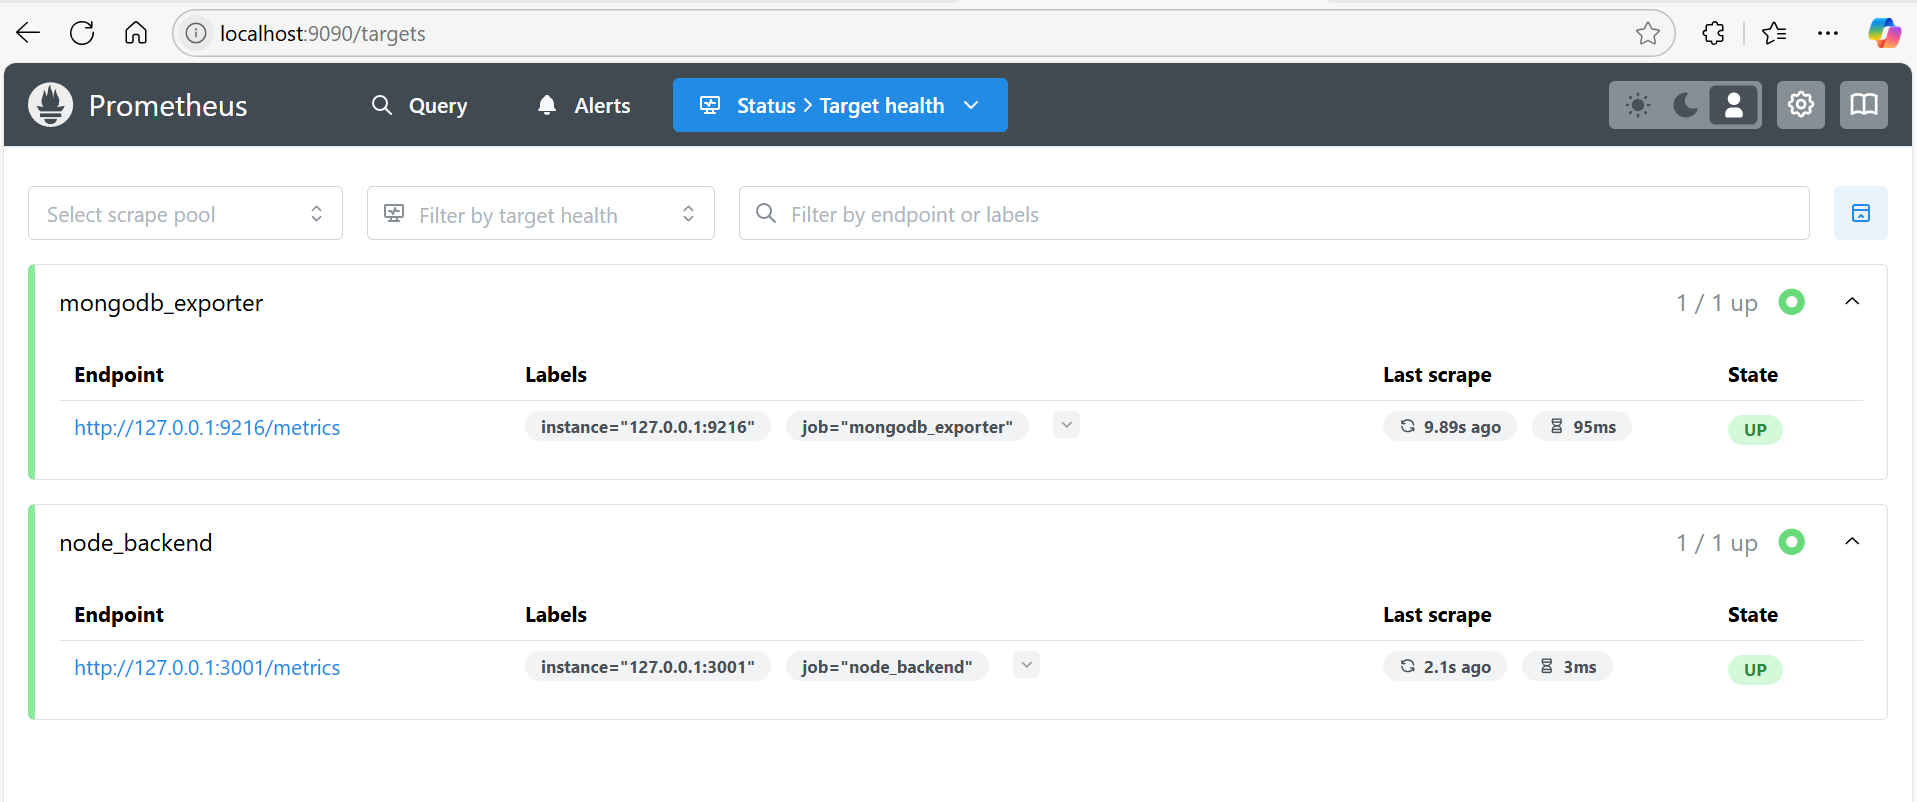 localhost:9090/targets
Prometheus Query Alerts Status > Target health
Select scrape pool Filter by target health Filter by endpoint or labels
mongodb_exporter 1 / 1 up
Endpoint Labels Last scrape State
http://127.0.0.1:9216/metrics instance="127.0.0.1:9216" job="mongodb_exporter" 9.89s ago 95ms UP
node_backend 1 / 1 up
Endpoint Labels Last scrape State
http://127.0.0.1:3001/metrics instance="127.0.0.1:3001" job="node_backend" 2.1s ago 3ms UP